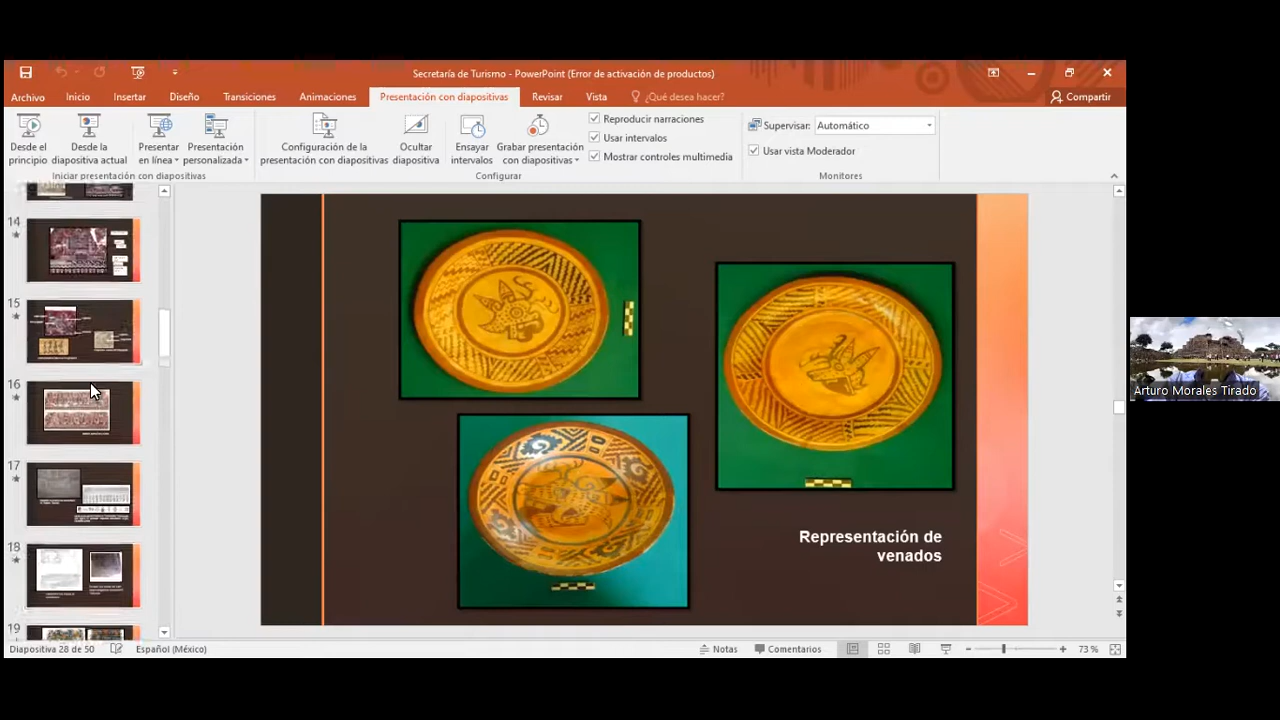 Secretaría de Turismo - PowerPoint (Error de activación de productos)
Archivo Inicio Insertar Diseño Transiciones Animaciones Presentación con diapositivas Revisar Vista ¿Qué desea hacer? Compartir
Desde el principio
Desde la diapositiva actual
Presentar en línea
Presentación personalizada
Configuración de la presentación con diapositivas
Ocultar diapositiva
Ensayar intervalos
Grabar presentación con diapositivas
Reproducir narraciones
Usar intervalos
Mostrar controles multimedia
Supervisar: Automático
Usar vista Moderador
Iniciar presentación con diapositivas Configurar Monitores
14
15
16
17
18
19
Representación de
venados
Arturo Morales Tirado
Diapositiva 28 de 50 Español (México) Notas Comentarios 73 %